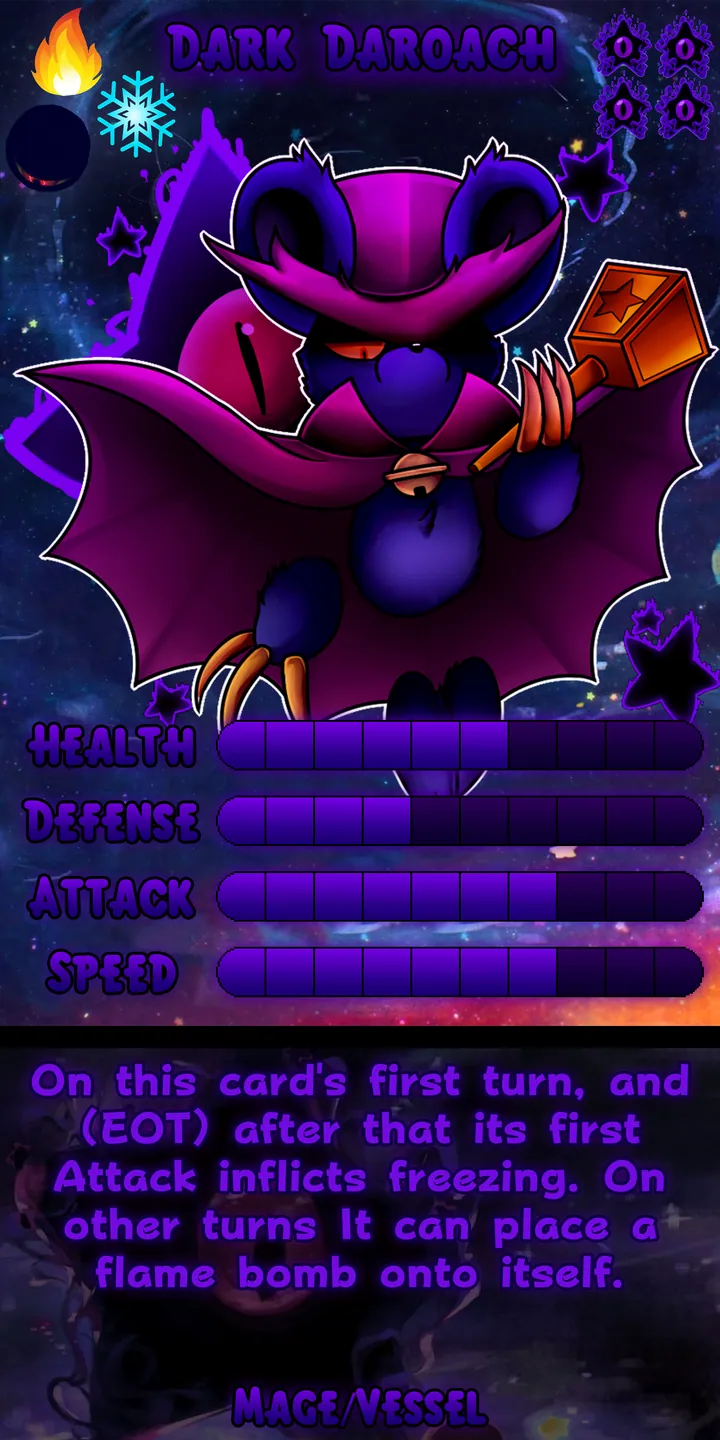 DARK DAROACH
HEALTH
DEFENSE
ATTACK
SPEED
On this card's first turn, and
(EOT) after that its first
Attack inflicts freezing. On
other turns It can place a
flame bomb onto itself.
MAGE/VESSEL